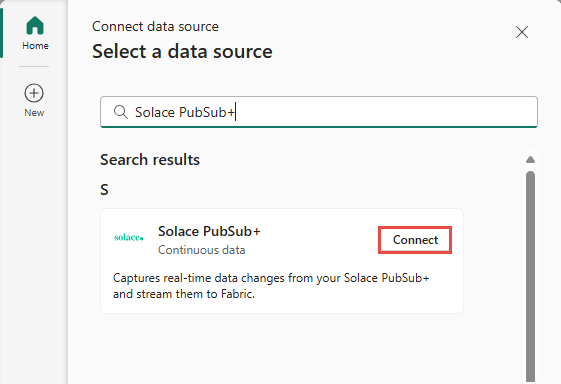 Connect data source
Select a data source
Home
New
Solace PubSub+
Search results
S
solace.
Solace PubSub+
Continuous data
Connect
Captures real-time data changes from your Solace PubSub+
and stream them to Fabric.